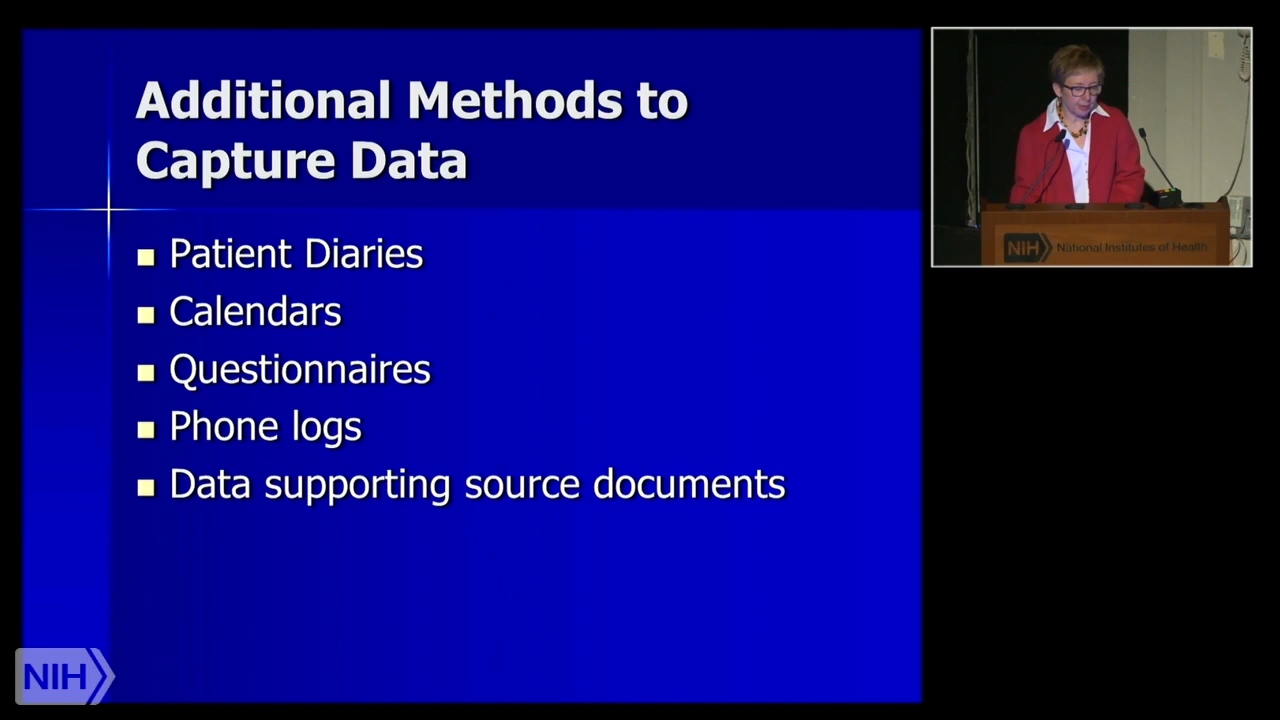 Additional Methods to
Capture Data
Patient Diaries
Calendars
Questionnaires
Phone logs
Data supporting source documents
NIH National Institutes of Health
NIH